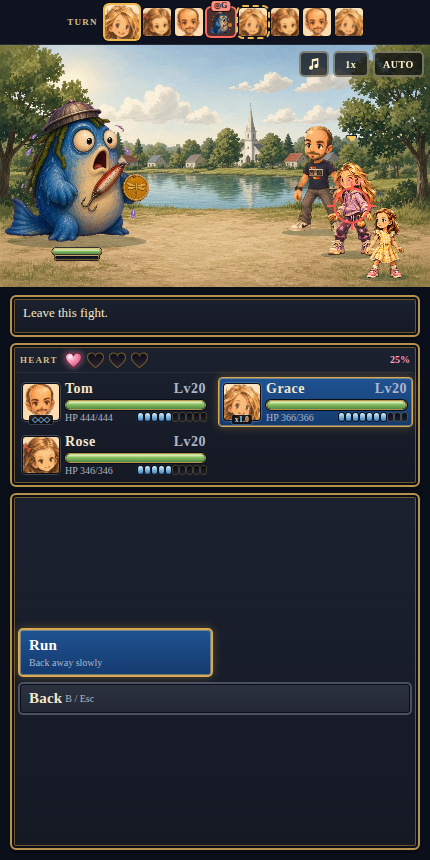 TURN
◎G
1x
AUTO
Leave this fight.
HEART
25%
Tom Lv20
HP 444/444
Grace Lv20
x1.0
HP 366/366
Rose Lv20
HP 346/346
Run
Back away slowly
Back B / Esc